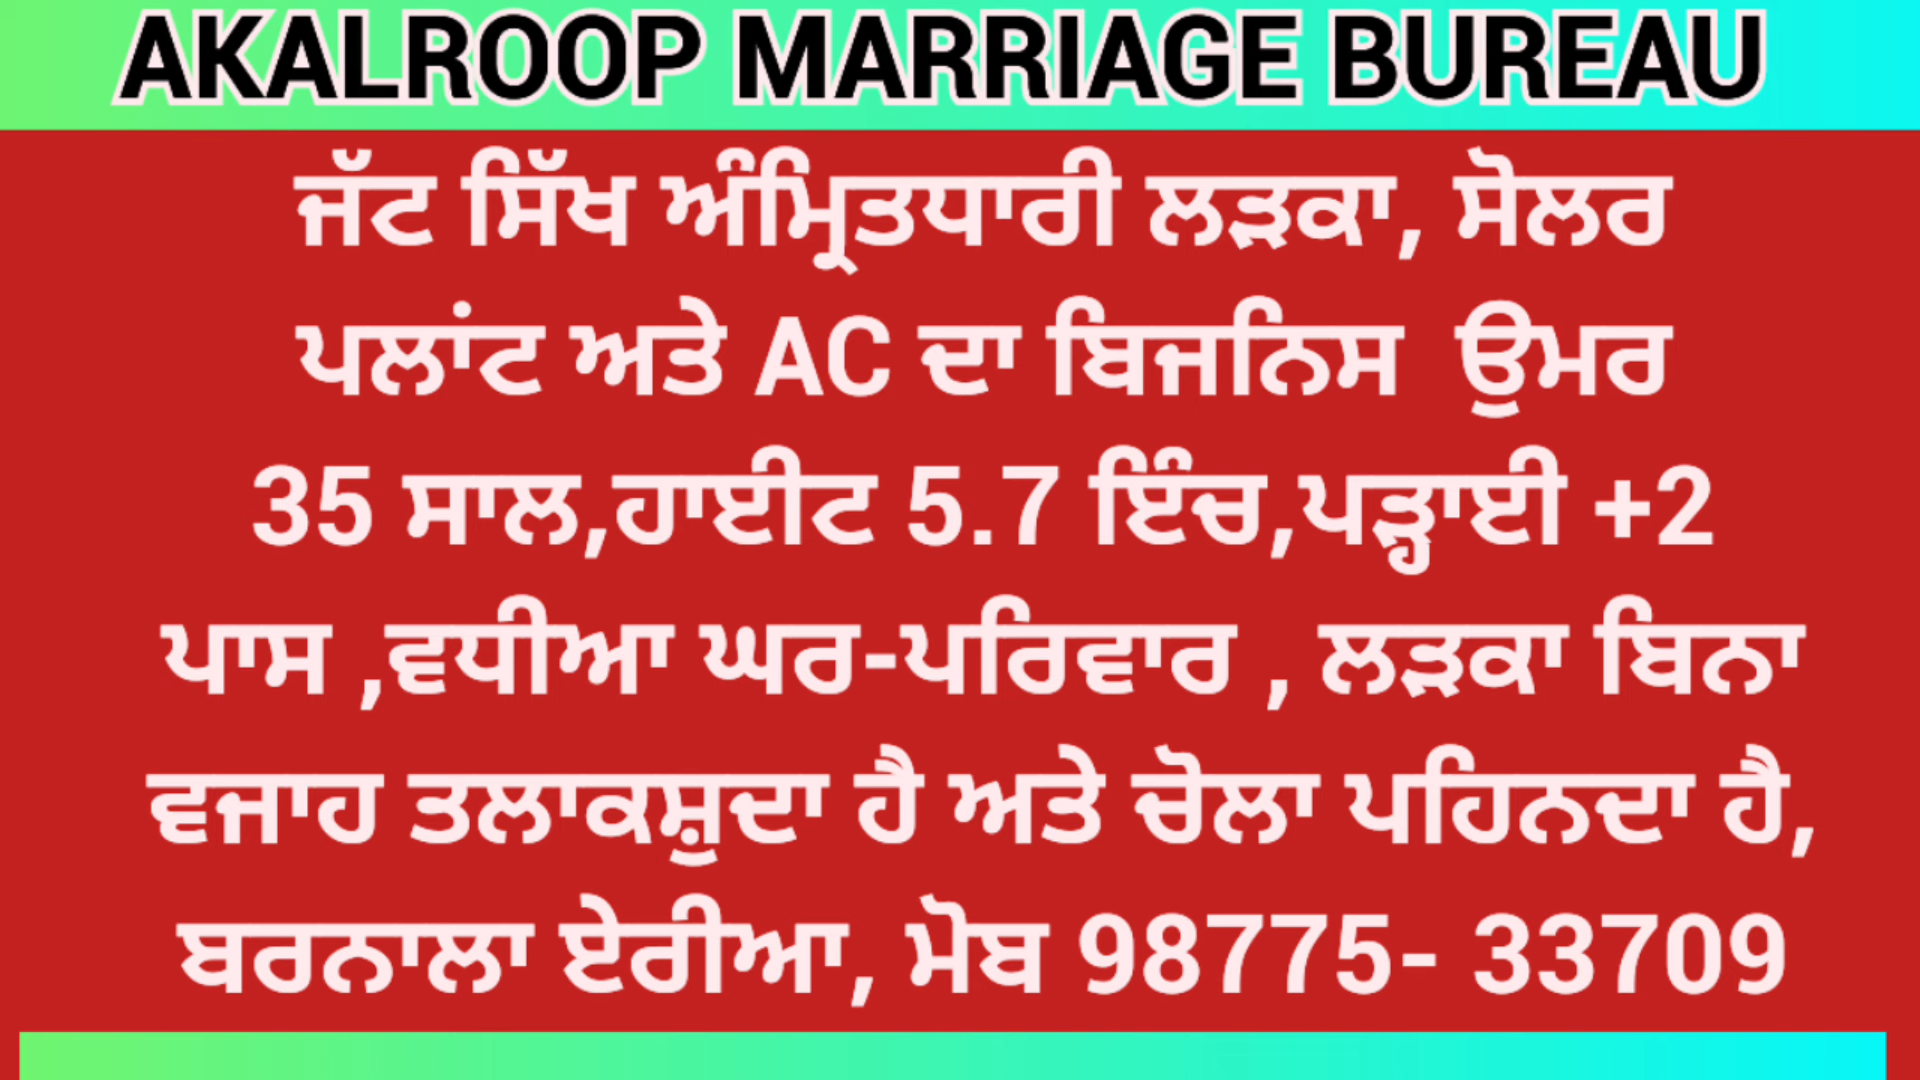 AKALROOP MARRIAGE BUREAU
ਜੱਟ ਸਿੱਖ ਅੰਮ੍ਰਿਤਧਾਰੀ ਲੜਕਾ, ਸੋਲਰ
ਪਲਾਂਟ ਅਤੇ AC ਦਾ ਬਿਜਨਿਸ ਉਮਰ
35 ਸਾਲ,ਹਾਈਟ 5.7 ਇੰਚ,ਪੜ੍ਹਾਈ +2
ਪਾਸ ,ਵਧੀਆ ਘਰ-ਪਰਿਵਾਰ , ਲੜਕਾ ਬਿਨਾ
ਵਜਾਹ ਤਲਾਕਸ਼ੁਦਾ ਹੈ ਅਤੇ ਚੋਲਾ ਪਹਿਨਦਾ ਹੈ,
ਬਰਨਾਲਾ ਏਰੀਆ, ਮੋਬ 98775- 33709